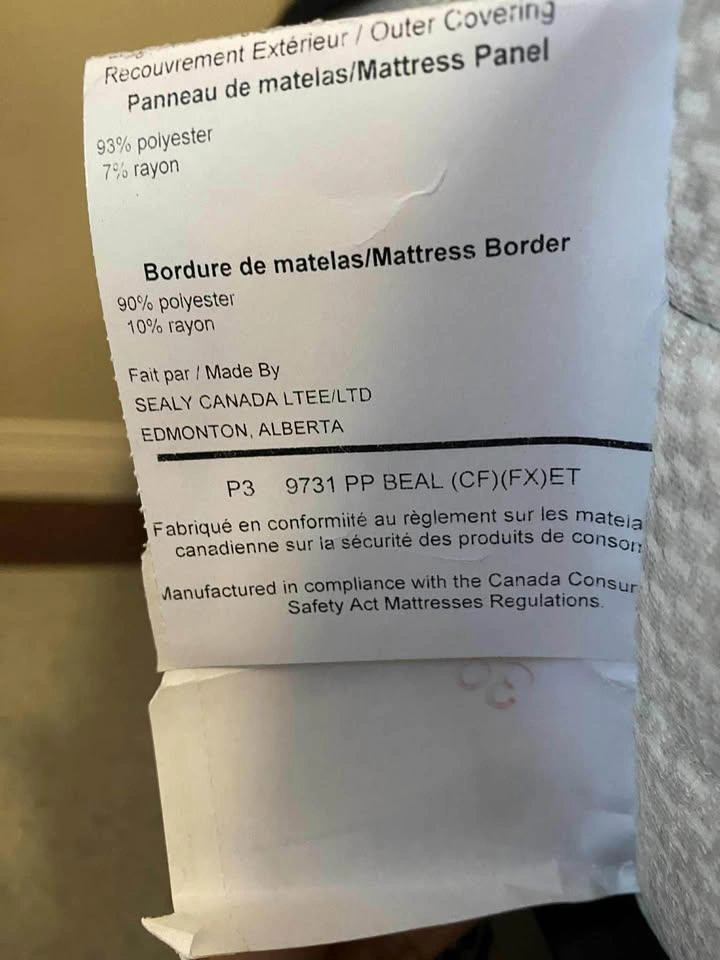 Recouvrement Extérieur / Outer Covering
Panneau de matelas/Mattress Panel
93% polyester
7% rayon
Bordure de matelas/Mattress Border
90% polyester
10% rayon
Fait par / Made By
SEALY CANADA LTEE/LTD
EDMONTON, ALBERTA
P3 9731 PP BEAL (CF)(FX)ET
Fabriqué en conformiité au règlement sur les matela
canadienne sur la sécurité des produits de conson
Manufactured in compliance with the Canada Consur
Safety Act Mattresses Regulations.